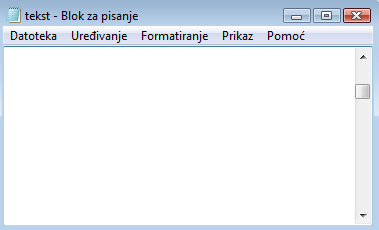 tekst - Blok za pisanje
Datoteka Uređivanje Formatiranje Prikaz Pomoć